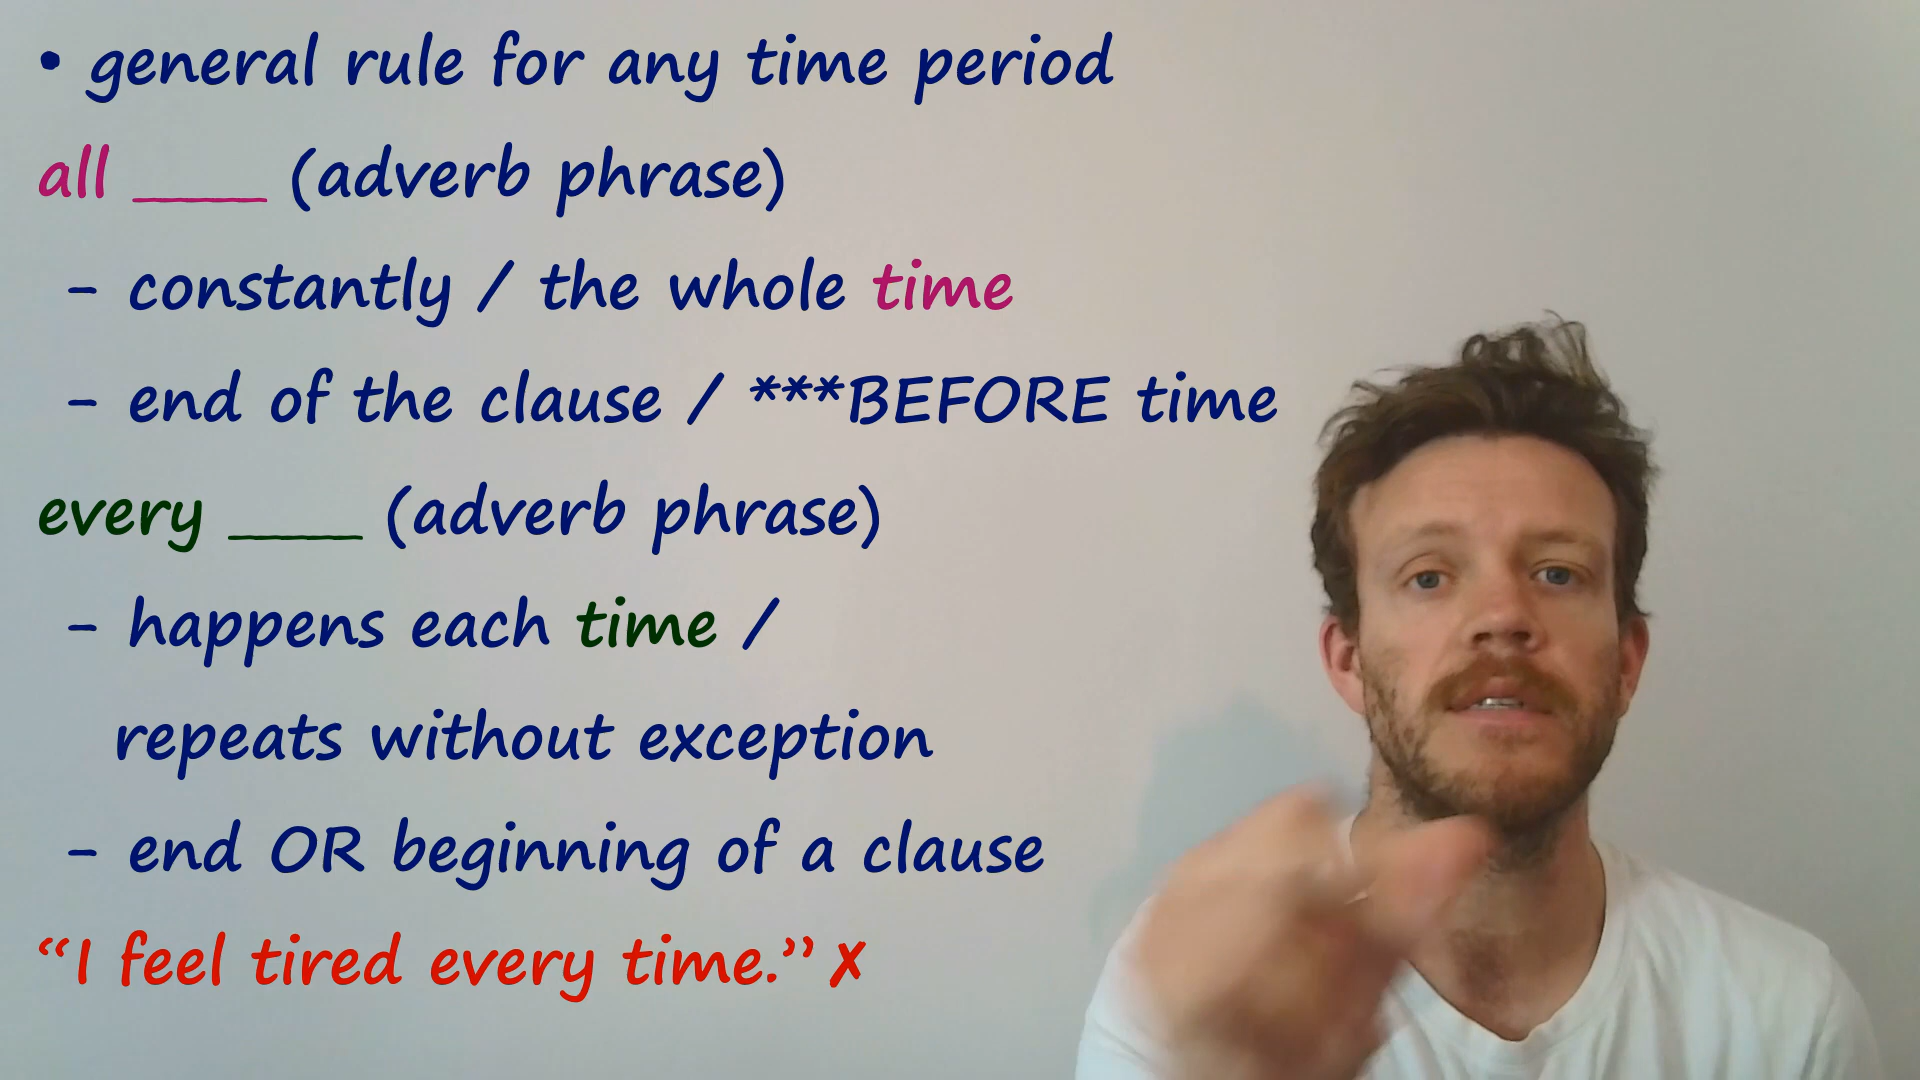 • general rule for any time period
all ____ (adverb phrase)
- constantly / the whole time
- end of the clause / ***BEFORE time
every ____ (adverb phrase)
- happens each time /
repeats without exception
- end OR beginning of a clause
“I feel tired every time.” ✗